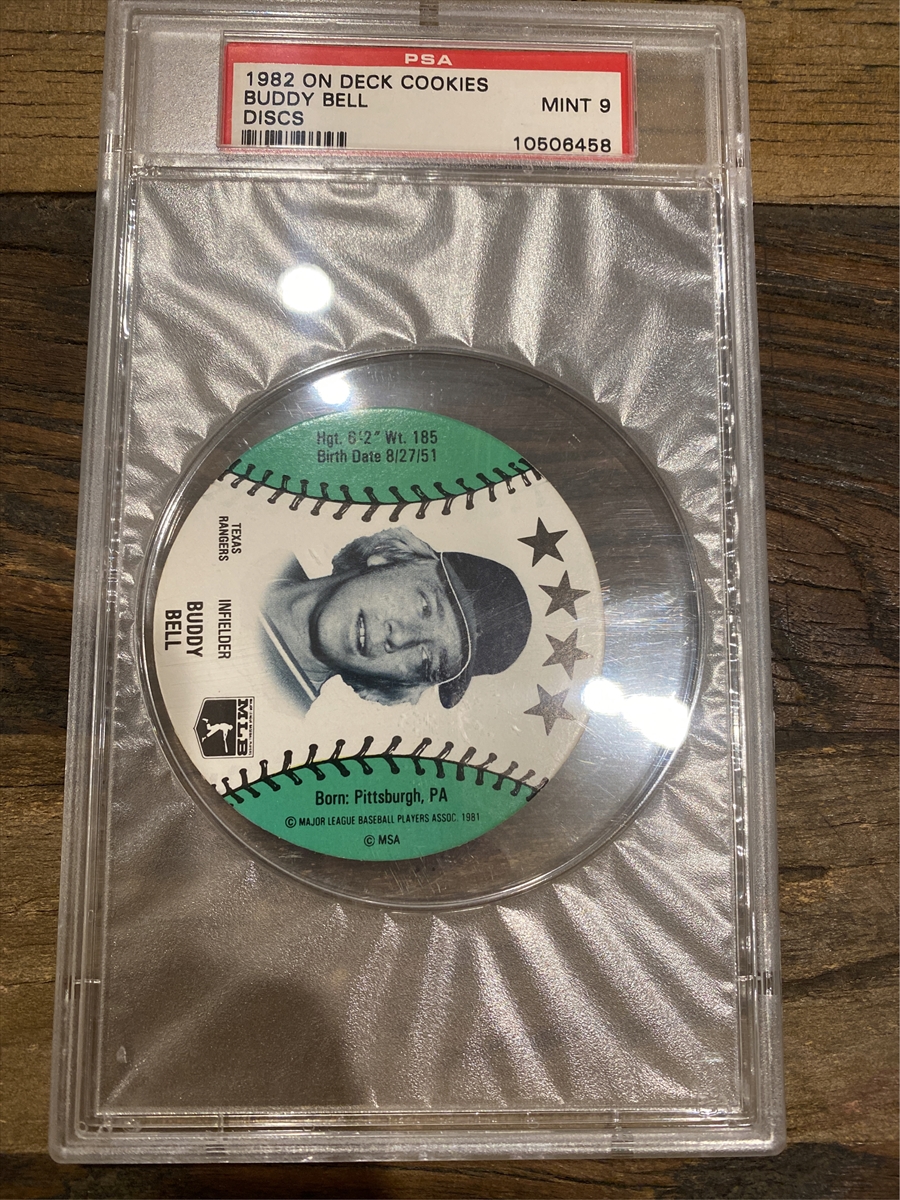 PSA
1982 ON DECK COOKIES
BUDDY BELL MINT 9
DISCS
10506458
Hgt. 6'2" Wt. 185
Birth Date 8/27/51
TEXAS
RANGERS
INFIELDER
BUDDY
BELL
MLB
Born: Pittsburgh, PA
© MAJOR LEAGUE BASEBALL PLAYERS ASSOC. 1981
© MSA